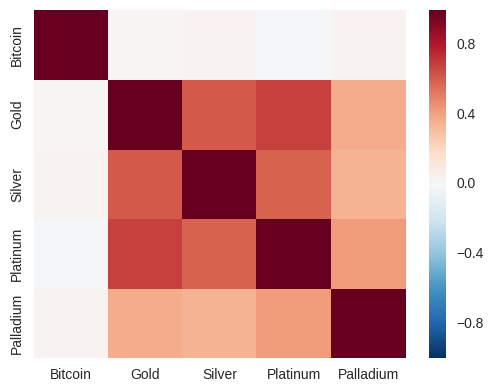 Bitcoin
Gold
Silver
Platinum
Palladium
Bitcoin Gold Silver Platinum Palladium
0.8
0.4
0.0
−0.4
−0.8